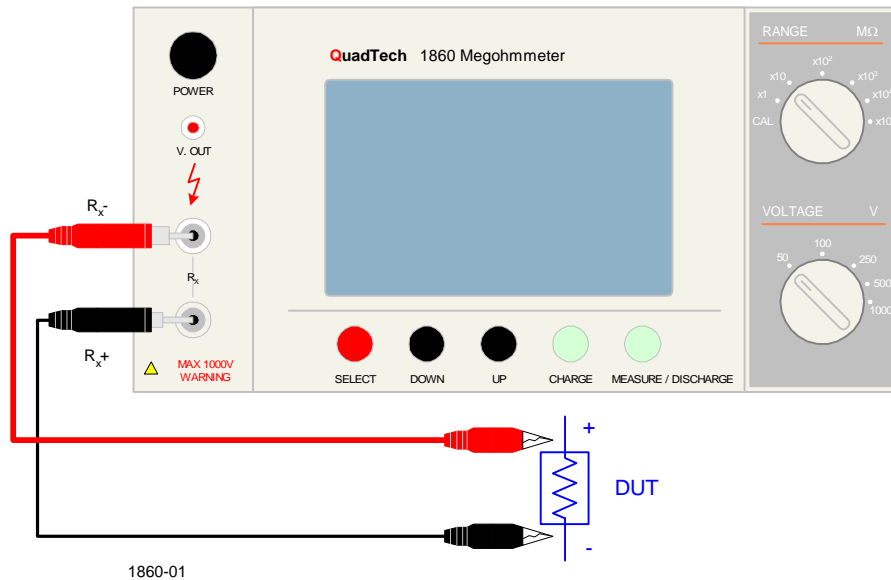 QuadTech 1860 Megohmmeter
POWER
V. OUT
Rx-
Rx
Rx+
MAX 1000V
WARNING
SELECT
DOWN
UP
CHARGE
MEASURE / DISCHARGE
RANGE MΩ
CAL
x1
x10
x10²
x10³
VOLTAGE V
50
100
250
500
1000
+
DUT
-
1860-01